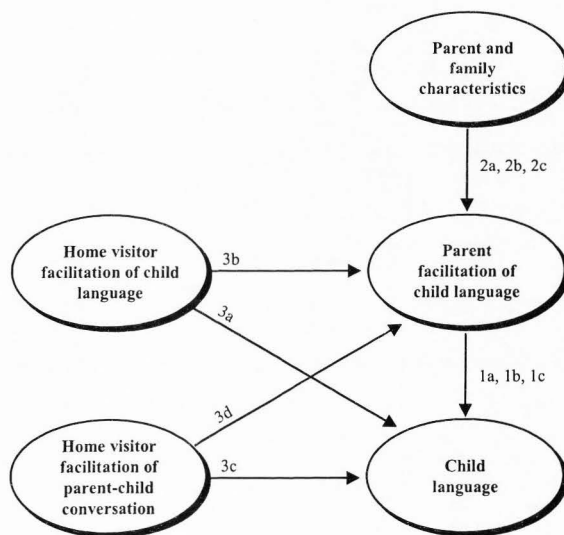 Parent and
family
characteristics
2a, 2b, 2c
Home visitor
facilitation of child
language
3b
Parent
facilitation of
child language
3a
1a, 1b, 1c
3d
Home visitor
facilitation of
parent-child
conversation
3c
Child
language